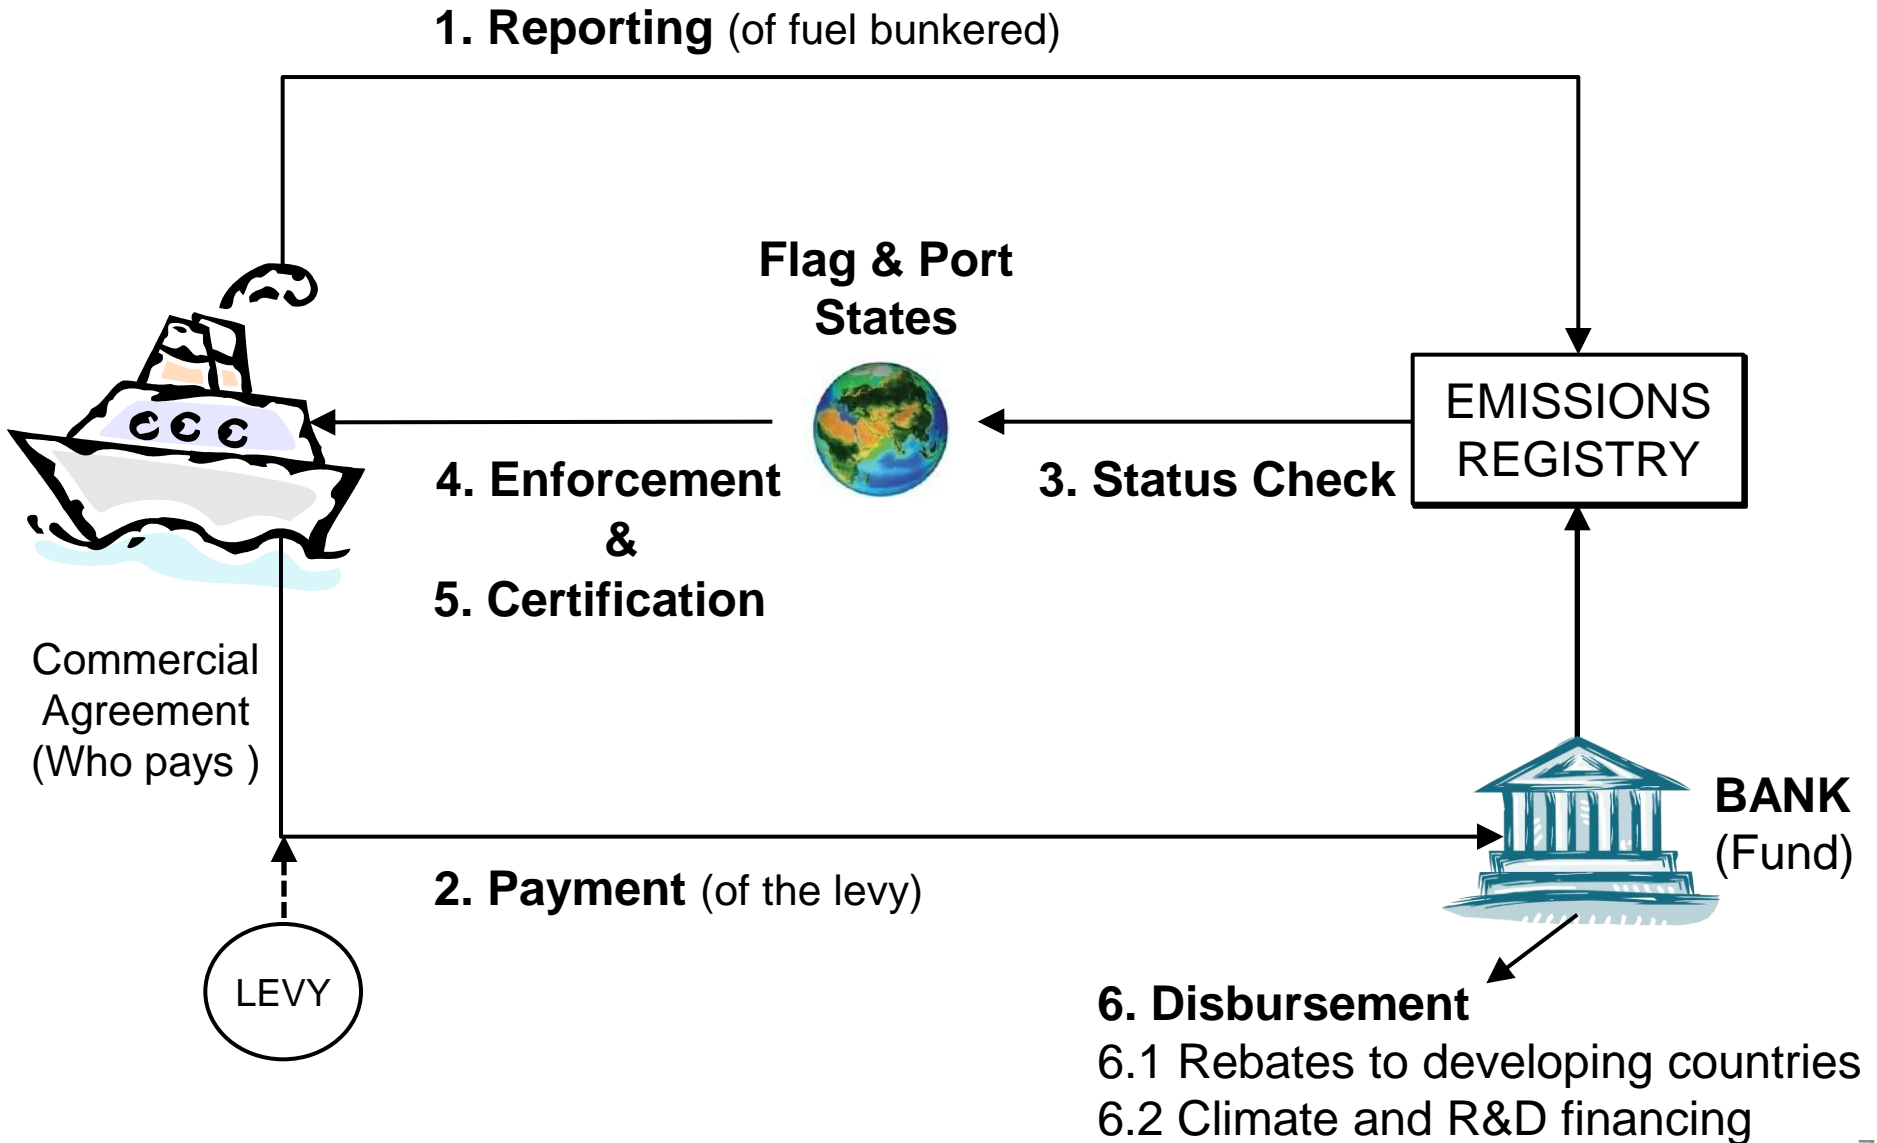 1. Reporting (of fuel bunkered)
Flag & Port
States
EMISSIONS
REGISTRY
4. Enforcement
&
5. Certification
3. Status Check
Commercial
Agreement
(Who pays )
BANK
(Fund)
2. Payment (of the levy)
LEVY
6. Disbursement
6.1 Rebates to developing countries
6.2 Climate and R&D financing